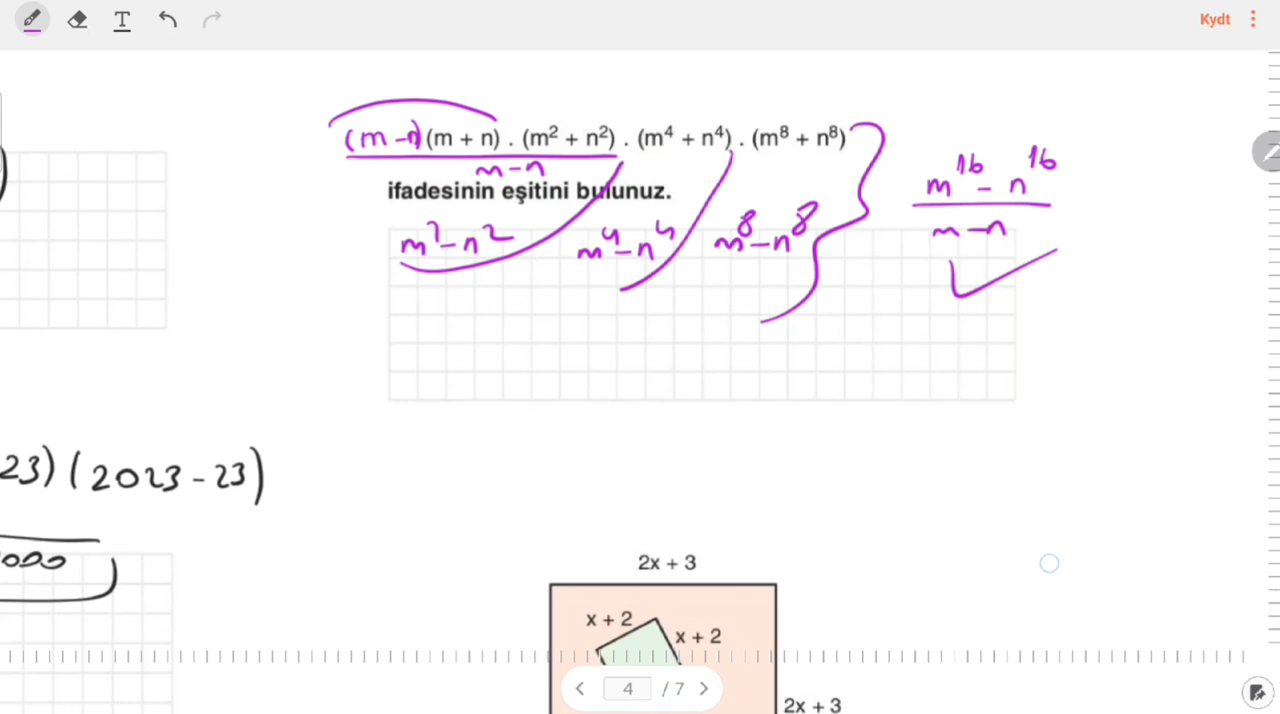 Kydt
(m-n)(m + n) . (m² + n²) . (m⁴ + n⁴) . (m⁸ + n⁸)
m-n
ifadesinin eşitini bulunuz.
m²-n² m⁴-n⁴ m⁸-n⁸
m¹⁶-n¹⁶
m-n
23)(2023-23)
000
2x + 3
x + 2
x + 2
4 / 7
2x + 3